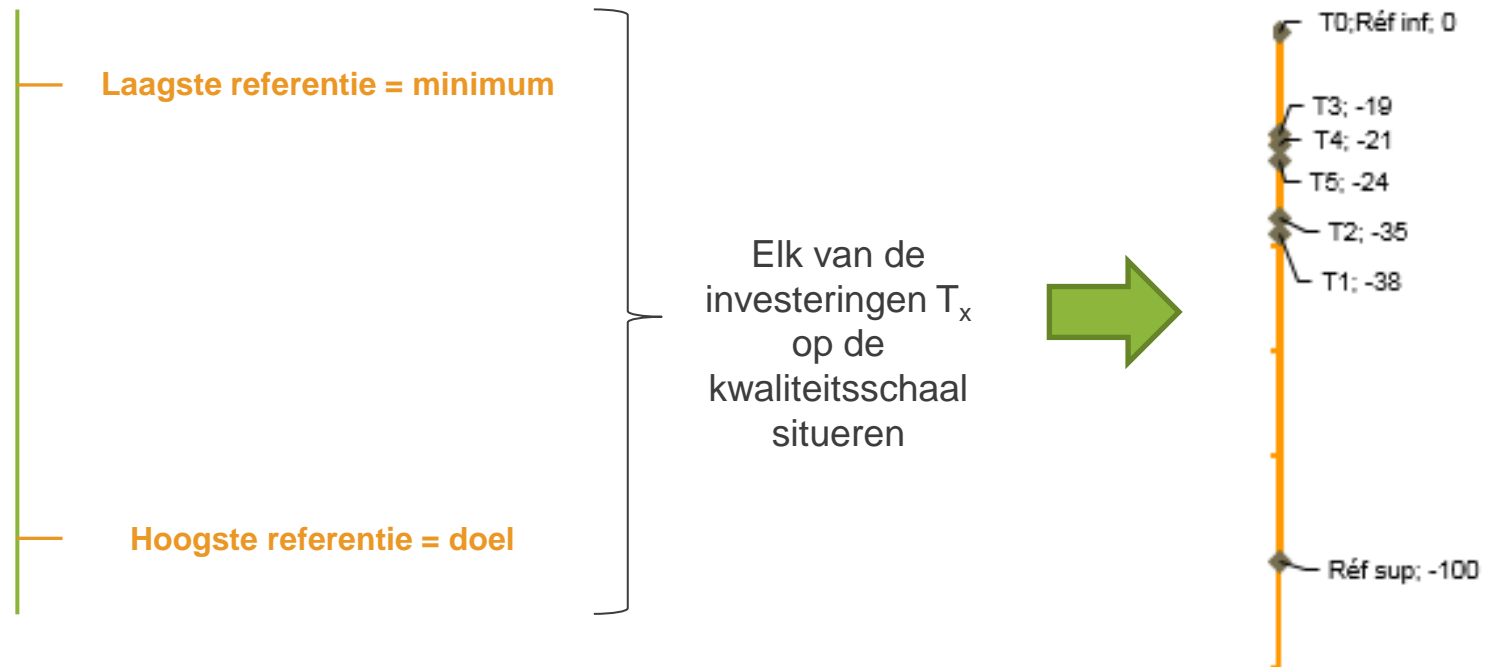 Laagste referentie = minimum
Hoogste referentie = doel
Elk van de
investeringen Tx
op de
kwaliteitsschaal
situeren
T0;Réf inf; 0
T3; -19
T4; -21
T5; -24
T2; -35
T1; -38
Réf sup; -100